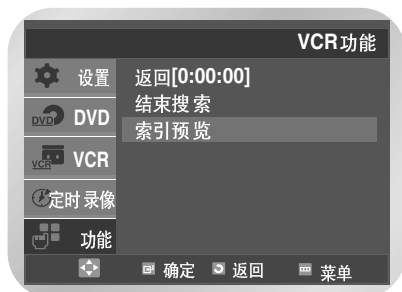 VCR功能
设置
返回[0:00:00]
结束搜索
DVD DVD
索引预览
VCR VCR
定时录像
功能
确定 返回 菜单